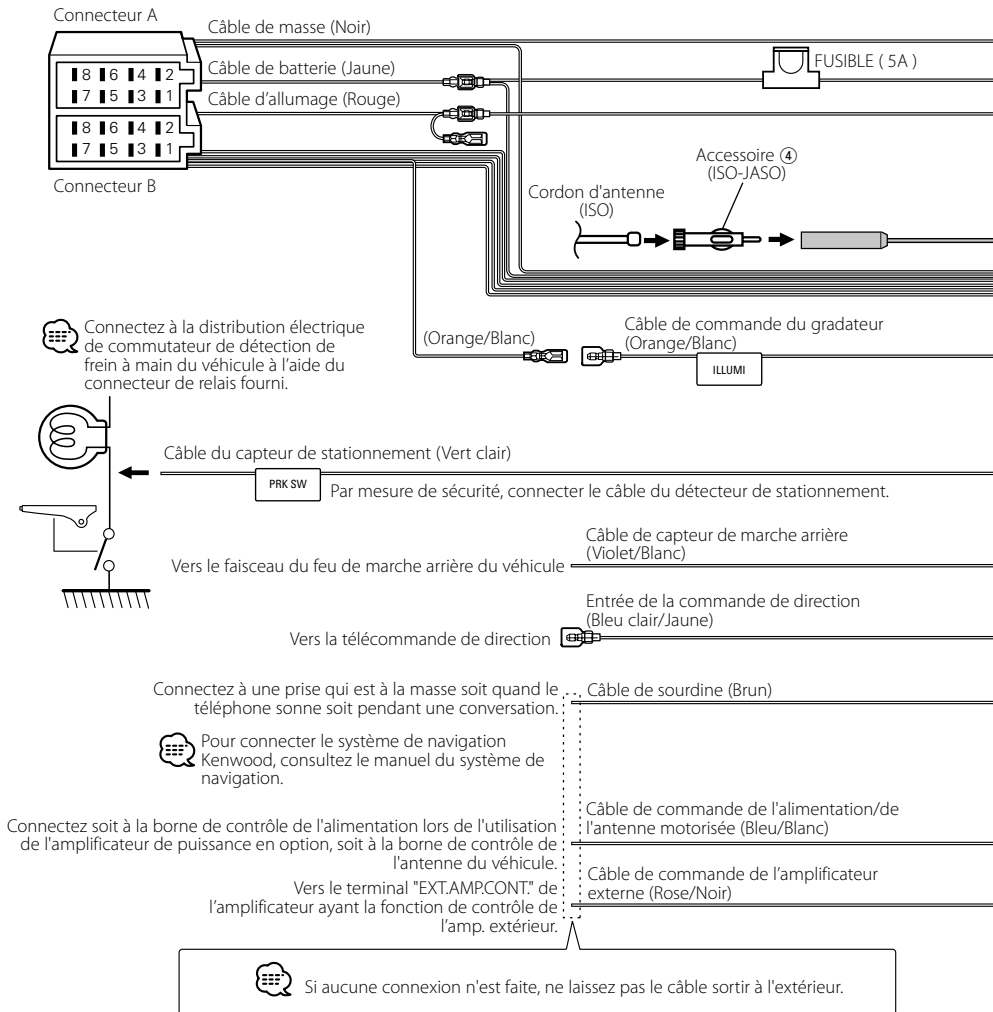 Connecteur A
Câble de masse (Noir)
Câble de batterie (Jaune)
FUSIBLE ( 5A )
Câble d'allumage (Rouge)
8 6 4 2
7 5 3 1
8 6 4 2
7 5 3 1
Connecteur B
Accessoire ④
(ISO-JASO)
Cordon d'antenne
(ISO)
Connectez à la distribution électrique
de commutateur de détection de
frein à main du véhicule à l'aide du
connecteur de relais fourni.
(Orange/Blanc)
Câble de commande du gradateur
(Orange/Blanc)
ILLUMI
Câble du capteur de stationnement (Vert clair)
PRK SW
Par mesure de sécurité, connecter le câble du détecteur de stationnement.
Câble de capteur de marche arrière
(Violet/Blanc)
Vers le faisceau du feu de marche arrière du véhicule
Entrée de la commande de direction
(Bleu clair/Jaune)
Vers la télécommande de direction
Connectez à une prise qui est à la masse soit quand le
téléphone sonne soit pendant une conversation.
Câble de sourdine (Brun)
Pour connecter le système de navigation
Kenwood, consultez le manuel du système de
navigation.
Connectez soit à la borne de contrôle de l'alimentation lors de l'utilisation
de l'amplificateur de puissance en option, soit à la borne de contrôle de
l'antenne du véhicule.
Câble de commande de l'alimentation/de
l'antenne motorisée (Bleu/Blanc)
Vers le terminal "EXT.AMP.CONT." de
l'amplificateur ayant la fonction de contrôle de
l'amp. extérieur.
Câble de commande de l'amplificateur
externe (Rose/Noir)
Si aucune connexion n'est faite, ne laissez pas le câble sortir à l'extérieur.